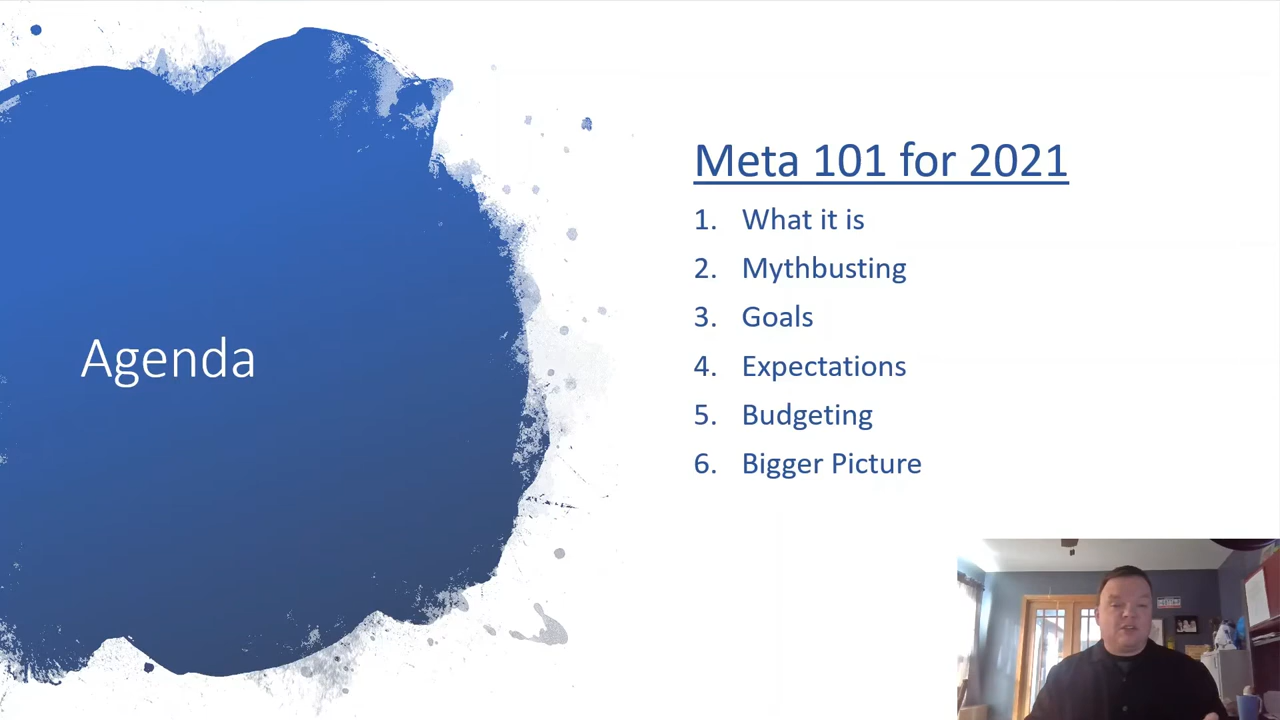 Agenda
Meta 101 for 2021
1. What it is
2. Mythbusting
3. Goals
4. Expectations
5. Budgeting
6. Bigger Picture